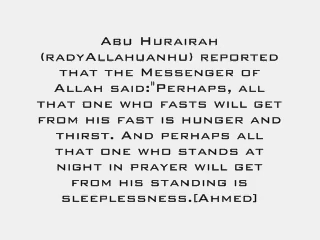 Abu Hurairah
(radyAllahuanhu) reported
that the Messenger of
Allah said:"Perhaps, all
that one who fasts will get
from his fast is hunger and
thirst. And perhaps all
that one who stands at
night in prayer will get
from his standing is
sleeplessness.[Ahmed]